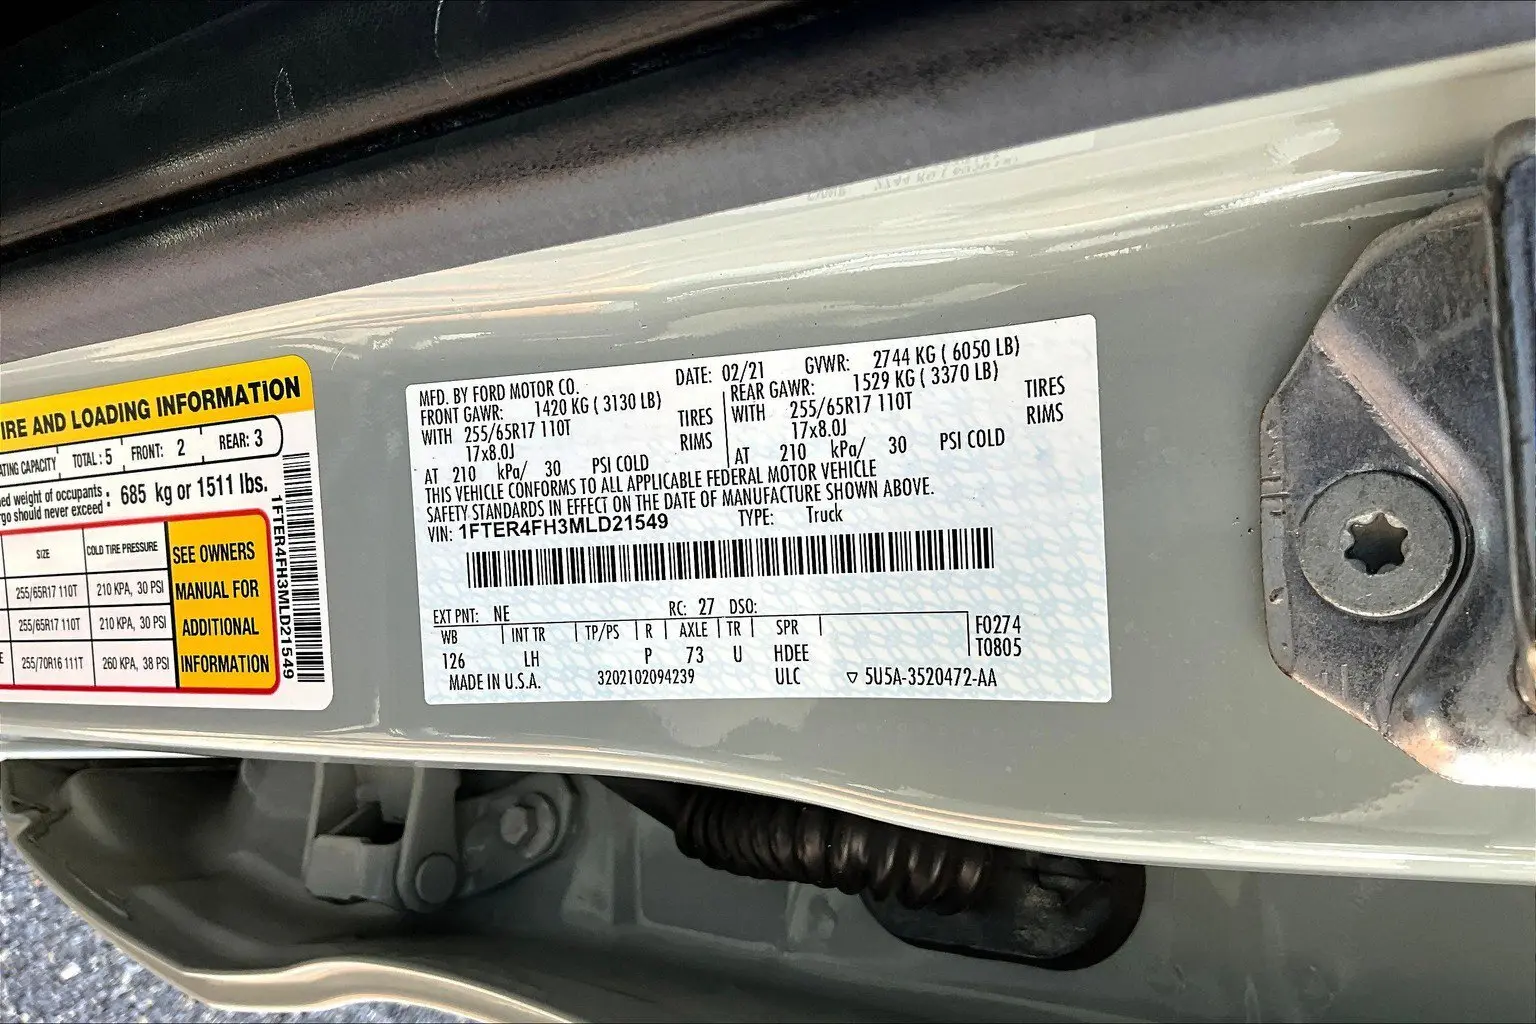 IRE AND LOADING INFORMATION
ATING CAPACITY TOTAL: 5 FRONT: 2 REAR: 3
ed weight of occupants
go should never exceed : 685 kg or 1511 lbs.
SIZE COLD TIRE PRESSURE
255/65R17 110T 210 KPA, 30 PSI
255/65R17 110T 210 KPA, 30 PSI
E 255/70R16 111T 260 KPA, 38 PSI
SEE OWNERS
MANUAL FOR
ADDITIONAL
INFORMATION
1FTER4FH3MLD21549
MFD. BY FORD MOTOR CO. DATE: 02/21 GVWR: 2744 KG ( 6050 LB)
FRONT GAWR: 1420 KG ( 3130 LB) REAR GAWR: 1529 KG ( 3370 LB)
WITH 255/65R17 110T TIRES WITH 255/65R17 110T TIRES
17x8.0J RIMS 17x8.0J RIMS
AT 210 kPa/ 30 PSI COLD AT 210 kPa/ 30 PSI COLD
THIS VEHICLE CONFORMS TO ALL APPLICABLE FEDERAL MOTOR VEHICLE
SAFETY STANDARDS IN EFFECT ON THE DATE OF MANUFACTURE SHOWN ABOVE.
VIN: 1FTER4FH3MLD21549 TYPE: Truck
EXT PNT: NE RC: 27 DSO:
WB INT TR TP/PS R AXLE TR SPR F0274
126 LH P 73 U HDEE T0805
MADE IN U.S.A. 3202102094239 ULC ▽ 5U5A-3520472-AA